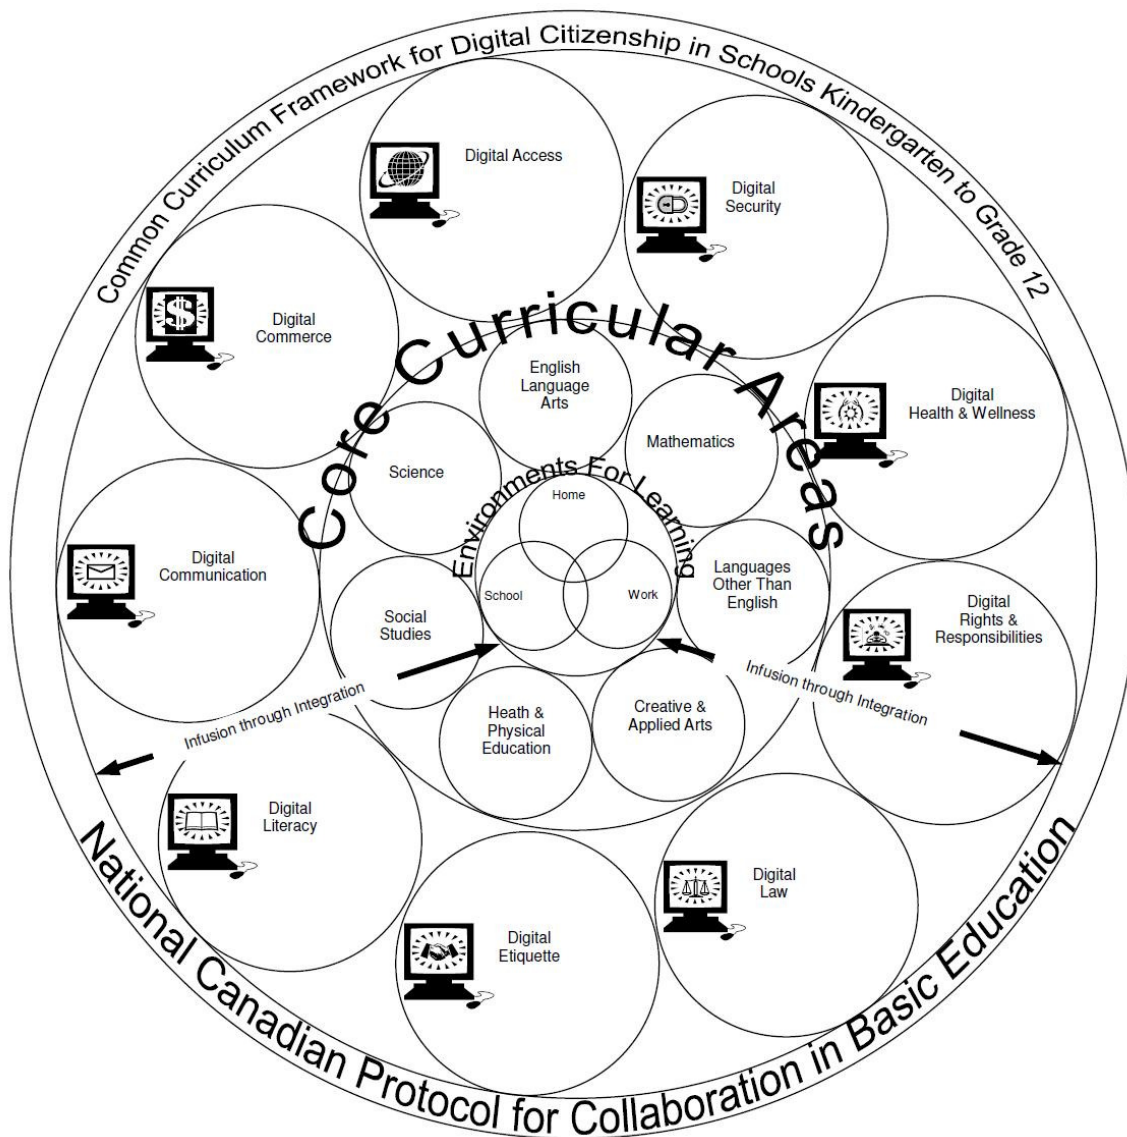 Common Curriculum Framework for Digital Citizenship in Schools Kindergarten to Grade 12
Digital Access
Digital
Security
Digital
Commerce
$
Digital
Health & Wellness
Digital
Communication
Digital
Rights &
Responsibilities
Digital
Literacy
Digital
Etiquette
Digital
Law
Core Curricular Areas
English
Language
Arts
Mathematics
Science
Languages
Other Than
English
Social
Studies
Heath &
Physical
Education
Creative &
Applied Arts
Environments For Learning
Home
School
Work
Infusion through Integration
Infusion through Integration
National Canadian Protocol for Collaboration in Basic Education